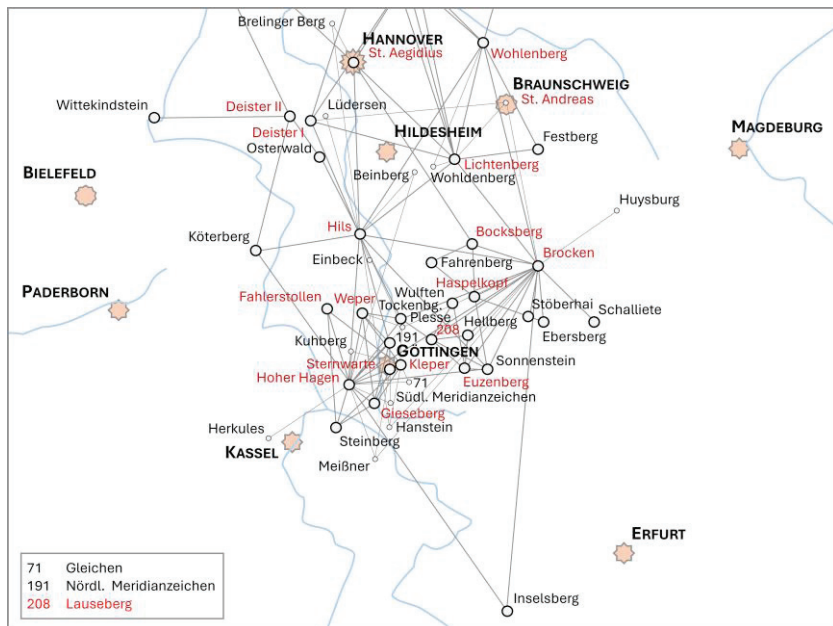 Brelinger Berg
HANNOVER
St. Aegidius
Wohlenberg
BRAUNSCHWEIG
St. Andreas
Wittekindstein
Deister II
Lüdersen
Deister I
Osterwald
HILDESHEIM
Festberg
MAGDEBURG
Lichtenberg
Wohldenberg
Beinberg
BIELEFELD
Huysburg
Hils
Köterberg
Bocksberg
Brocken
Einbeck
Fahrenberg
Haspelkopf
PADERBORN
Fahlerstollen
Weper
Wulften
Tockenbg.
Plesse
Stöberhai
Schalliete
208
Hellberg
Ebersberg
191
Kuhberg
GÖTTINGEN
Sternwarte
Kleper
Sonnenstein
Hoher Hagen
71
Euzenberg
Südl. Meridianzeichen
Gieseberg
Hanstein
Herkules
Steinberg
KASSEL
Meißner
ERFURT
Inselsberg
71 Gleichen
191 Nördl. Meridianzeichen
208 Lauseberg